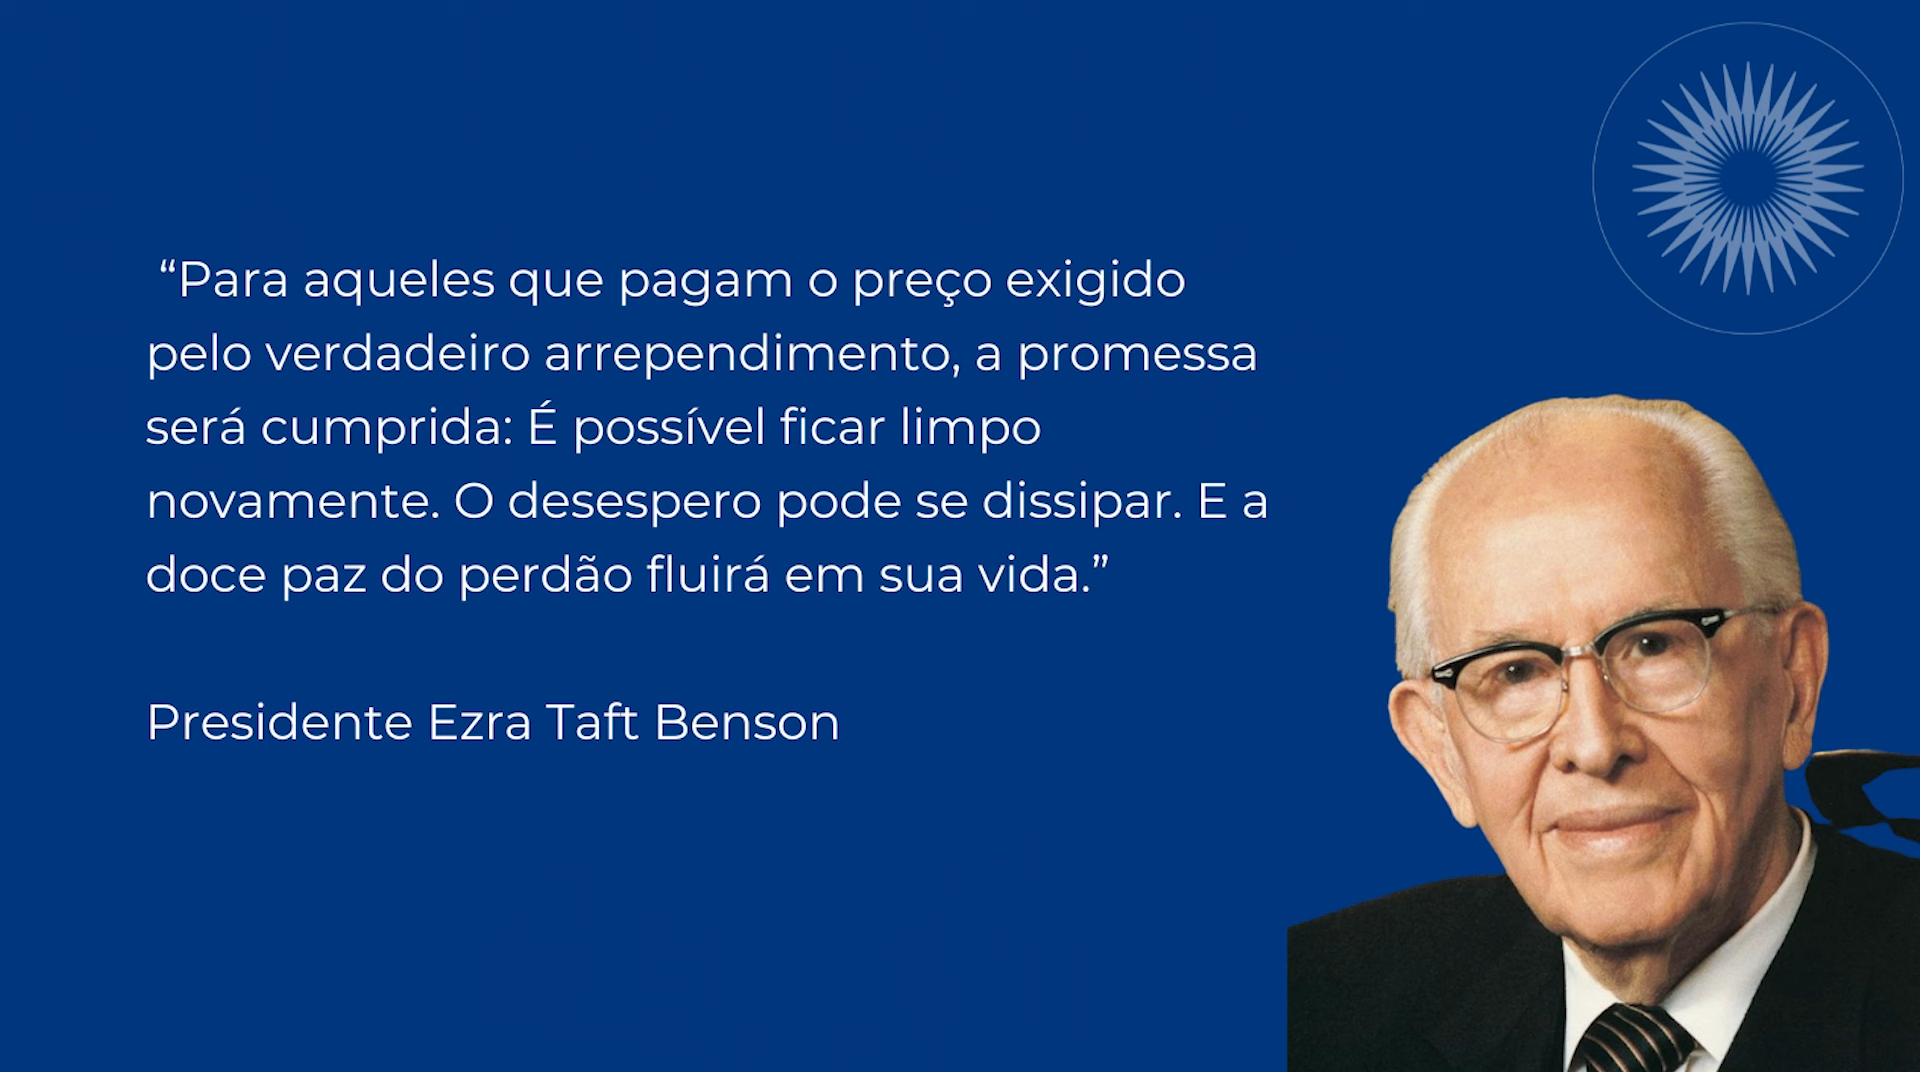 “Para aqueles que pagam o preço exigido
pelo verdadeiro arrependimento, a promessa
será cumprida: É possível ficar limpo
novamente. O desespero pode se dissipar. E a
doce paz do perdão fluirá em sua vida.”
Presidente Ezra Taft Benson